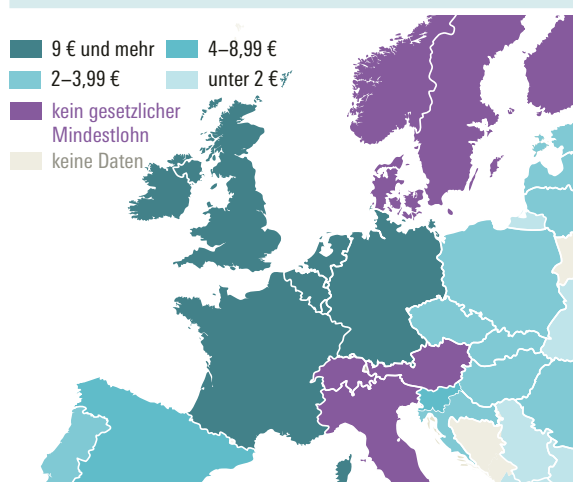 9 € und mehr
4–8,99 €
2–3,99 €
unter 2 €
kein gesetzlicher
Mindestlohn
keine Daten